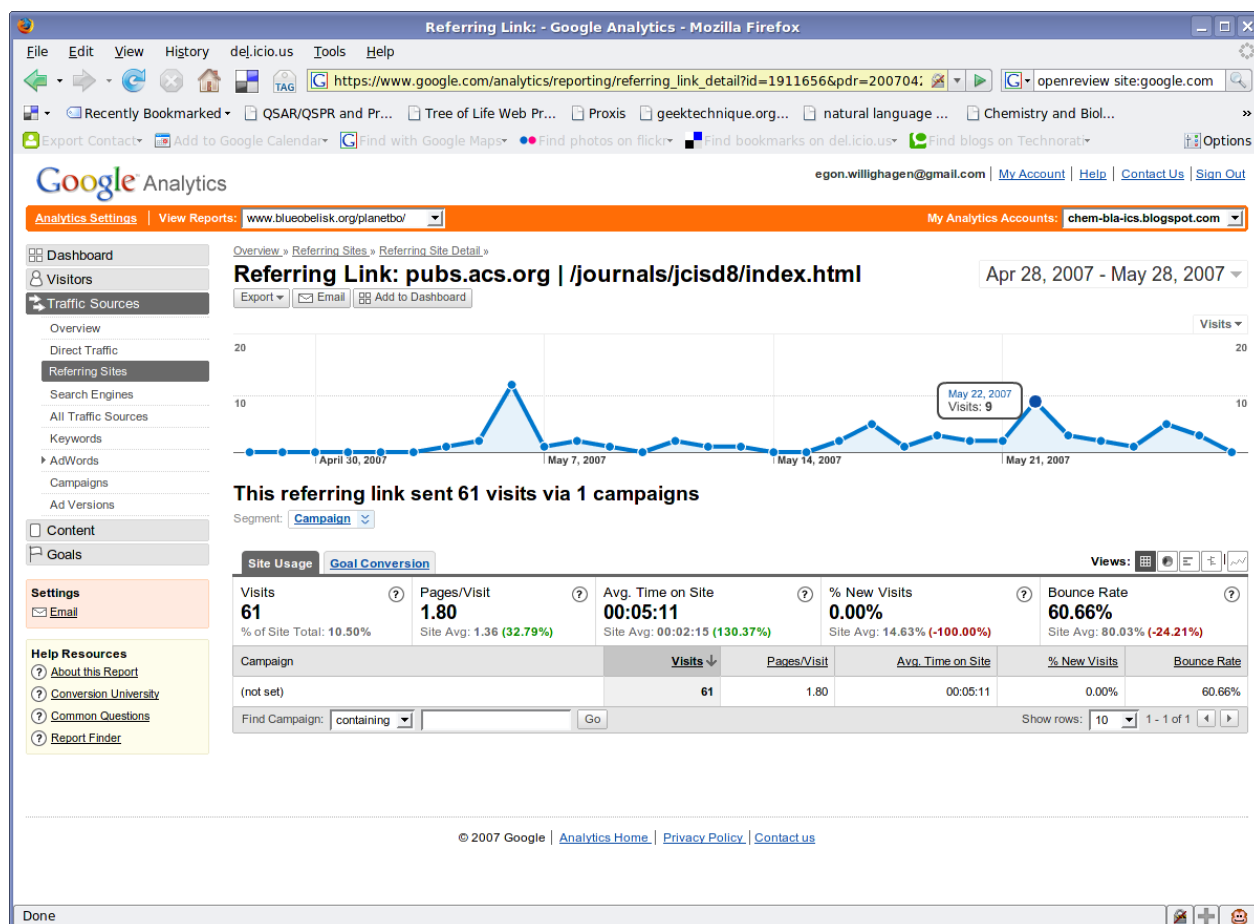 Referring Link: - Google Analytics - Mozilla Firefox
File Edit View History del.icio.us Tools Help
TAG https://www.google.com/analytics/reporting/referring_link_detail?id=1911656&pdr=200704 openreview site:google.com
Recently Bookmarked QSAR/QSPR and Pr... Tree of Life Web Pr... Proxis geektechnique.org... natural language ... Chemistry and Biol... »
Export Contact Add to Google Calendar Find with Google Maps Find photos on flickr Find bookmarks on del.icio.us Find blogs on Technorati Options
Google Analytics
egon.willighagen@gmail.com | My Account | Help | Contact Us | Sign Out
Analytics Settings | View Reports: www.blueobelisk.org/planetbo/ My Analytics Accounts: chem-bla-ics.blogspot.com
Dashboard
Visitors
Traffic Sources
Overview
Direct Traffic
Referring Sites
Search Engines
All Traffic Sources
Keywords
AdWords
Campaigns
Ad Versions
Content
Goals
Settings
Email
Help Resources
About this Report
Conversion University
Common Questions
Report Finder
Overview » Referring Sites » Referring Site Detail »
Referring Link: pubs.acs.org | /journals/jcisd8/index.html
Apr 28, 2007 - May 28, 2007
Export Email Add to Dashboard
Visits
20 20
10 10
May 22, 2007
Visits: 9
April 30, 2007 May 7, 2007 May 14, 2007 May 21, 2007
This referring link sent 61 visits via 1 campaigns
Segment: Campaign
Site Usage Goal Conversion Views:
Visits ? Pages/Visit ? Avg. Time on Site ? % New Visits ? Bounce Rate ?
61 1.80 00:05:11 0.00% 60.66%
% of Site Total: 10.50% Site Avg: 1.36 (32.79%) Site Avg: 00:02:15 (130.37%) Site Avg: 14.63% (-100.00%) Site Avg: 80.03% (-24.21%)
Campaign Visits Pages/Visit Avg. Time on Site % New Visits Bounce Rate
(not set) 61 1.80 00:05:11 0.00% 60.66%
Find Campaign: containing Go Show rows: 10 1 - 1 of 1
© 2007 Google | Analytics Home | Privacy Policy | Contact us
Done